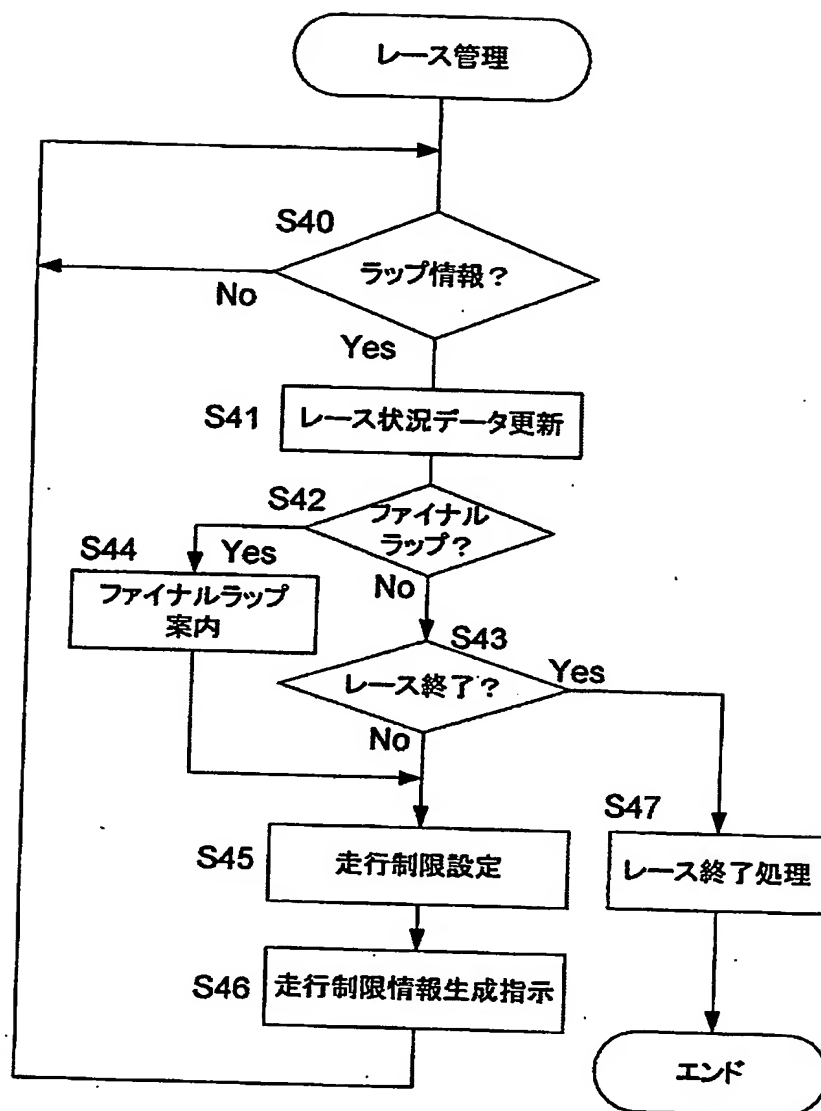 レース管理
S40
ラップ情報？
No
Yes
S41
レース状況データ更新
S42
ファイナル
ラップ？
Yes
No
S44
ファイナルラップ
案内
S43
レース終了？
Yes
No
S45
走行制限設定
S47
レース終了処理
S46
走行制限情報生成指示
エンド